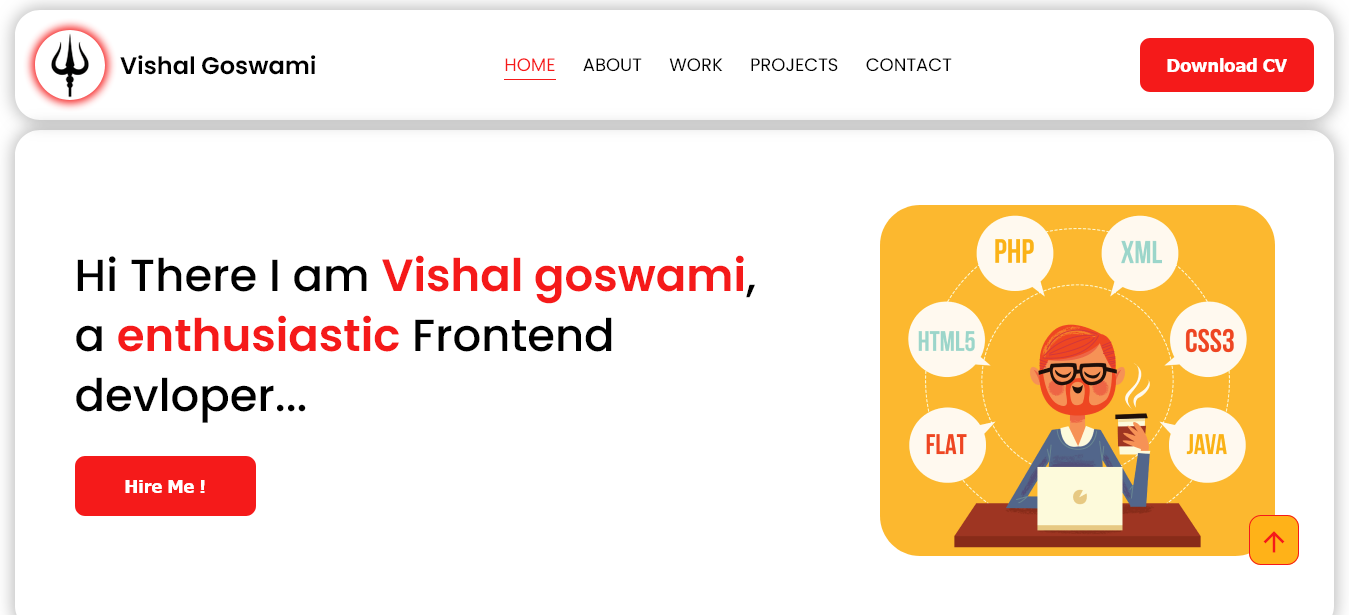 Vishal Goswami
HOME ABOUT WORK PROJECTS CONTACT
Download CV
Hi There I am Vishal goswami,
a enthusiastic Frontend
devloper...
Hire Me !
PHP
XML
HTML5
CSS3
FLAT
JAVA